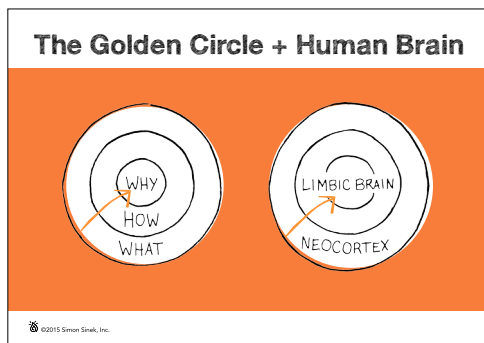 The Golden Circle + Human Brain
WHY
HOW
WHAT
LIMBIC BRAIN
NEOCORTEX
©2015 Simon Sinek, Inc.